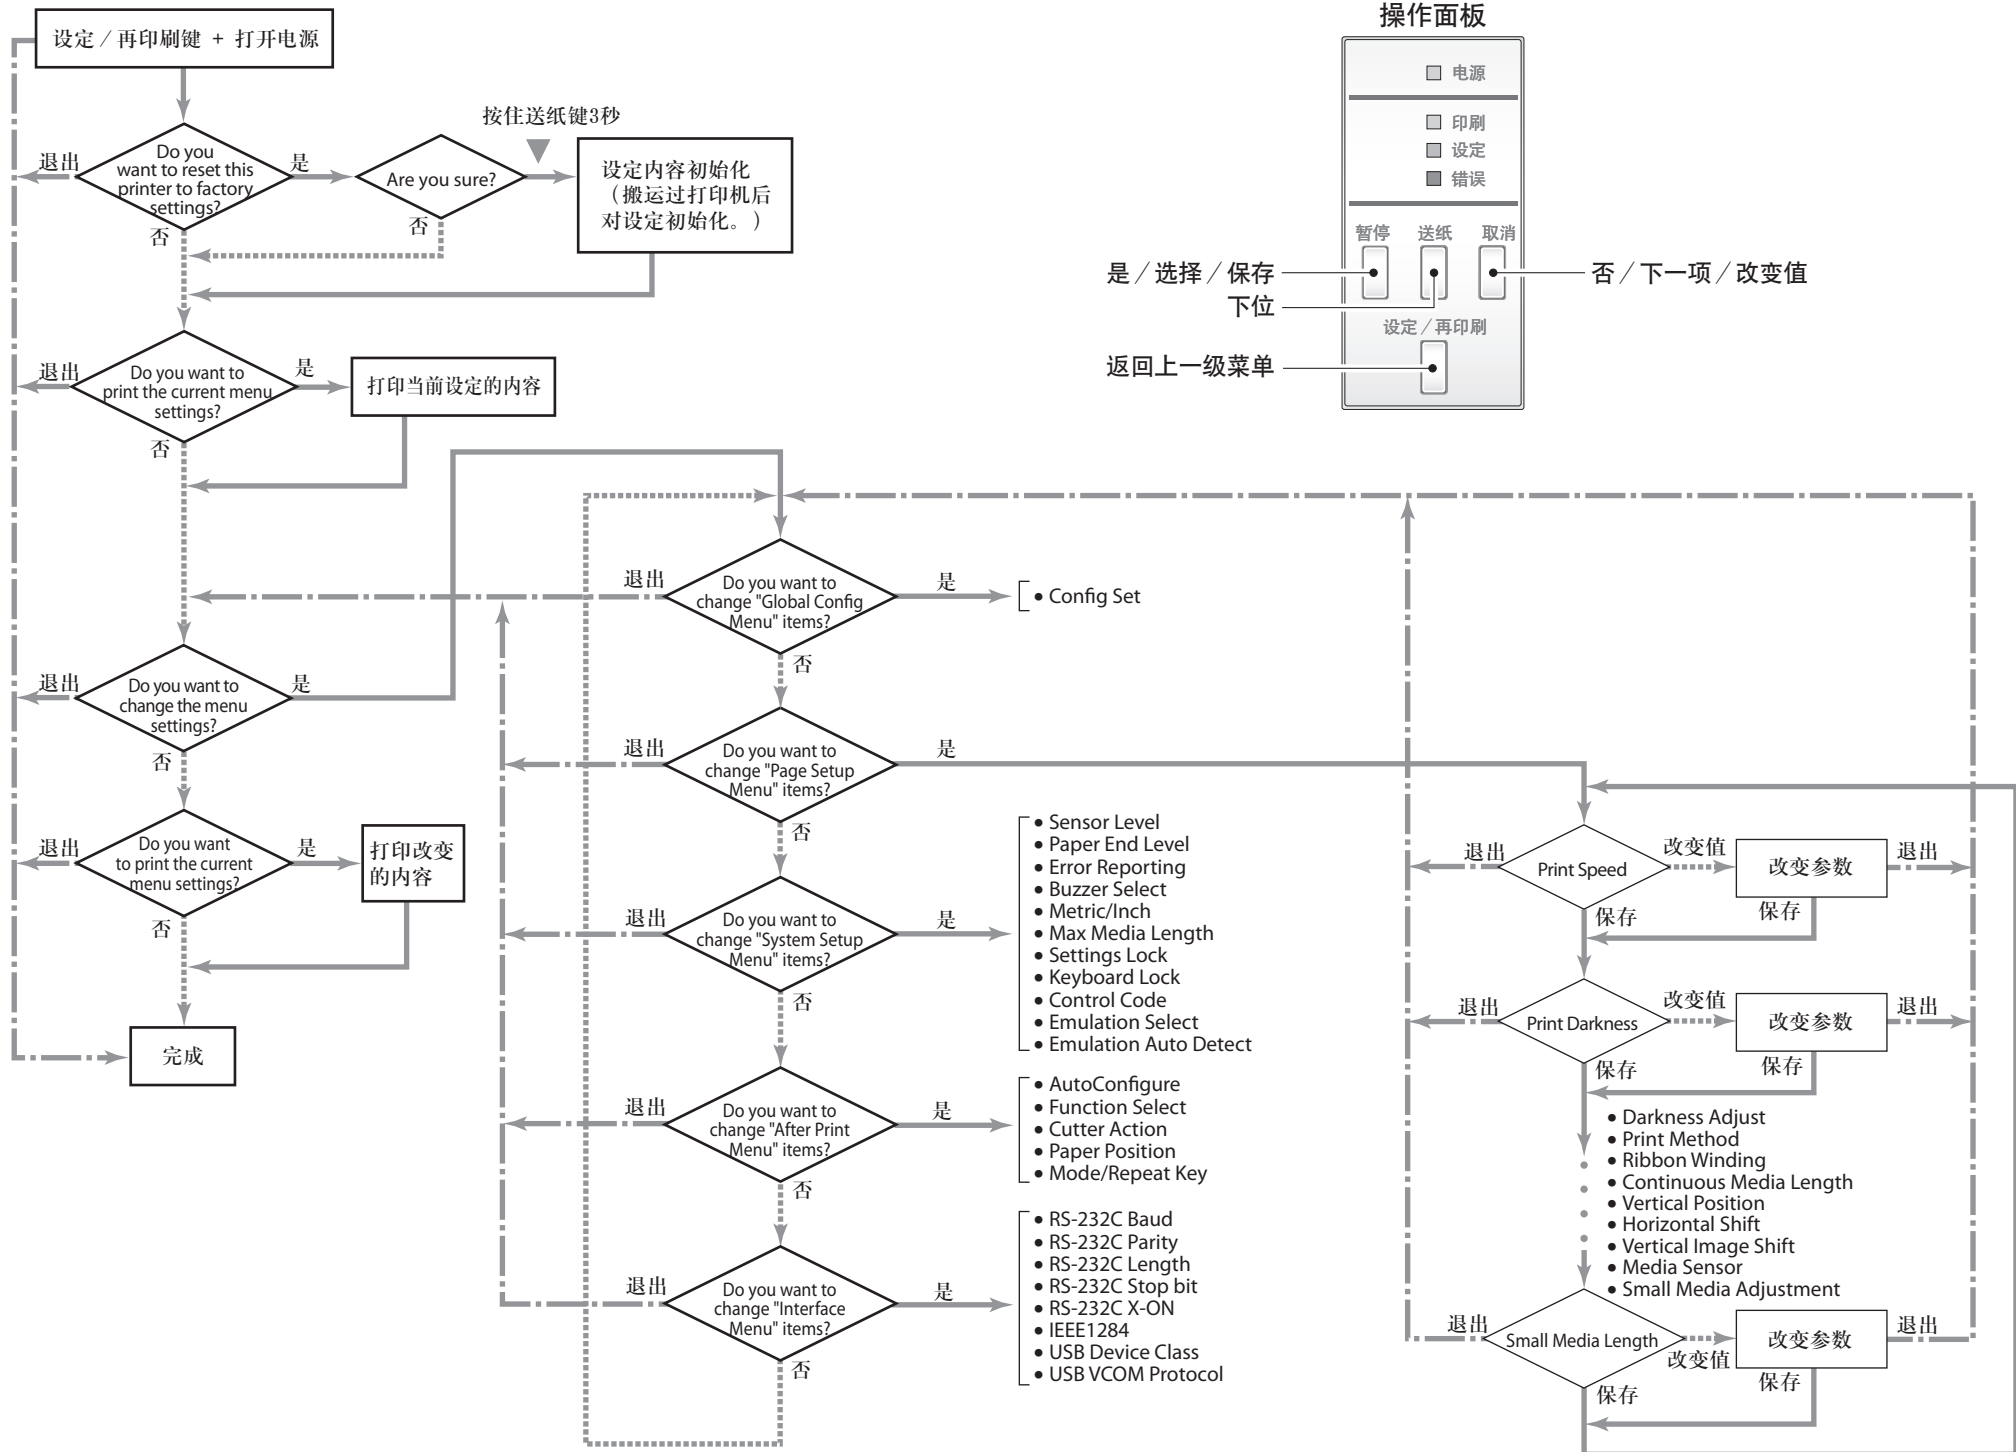 设定／再印刷键 + 打开电源
退出
Do you
want to reset this
printer to factory
settings?
是
否
Are you sure?
否
按住送纸键3秒
设定内容初始化
（搬运过打印机后
对设定初始化。）
退出
Do you want to
print the current menu
settings?
是
否
打印当前设定的内容
退出
Do you want to
change the menu
settings?
是
否
退出
Do you want
to print the current
menu settings?
是
否
打印改变
的内容
完成
操作面板
电源
印刷
设定
错误
暂停
送纸
取消
设定／再印刷
是／选择／保存
下位
返回上一级菜单
否／下一项／改变值
退出
Do you want to
change "Global Config
Menu" items?
是
否
• Config Set
退出
Do you want to
change "Page Setup
Menu" items?
是
否
退出
Do you want to
change "System Setup
Menu" items?
是
否
• Sensor Level
• Paper End Level
• Error Reporting
• Buzzer Select
• Metric/Inch
• Max Media Length
• Settings Lock
• Keyboard Lock
• Control Code
• Emulation Select
• Emulation Auto Detect
退出
Do you want to
change "After Print
Menu" items?
是
否
• AutoConfigure
• Function Select
• Cutter Action
• Paper Position
• Mode/Repeat Key
退出
Do you want to
change "Interface
Menu" items?
是
否
• RS-232C Baud
• RS-232C Parity
• RS-232C Length
• RS-232C Stop bit
• RS-232C X-ON
• IEEE1284
• USB Device Class
• USB VCOM Protocol
退出
Print Speed
改变值
改变参数
退出
保存
保存
退出
Print Darkness
改变值
改变参数
退出
保存
保存
• Darkness Adjust
• Print Method
• Ribbon Winding
• Continuous Media Length
• Vertical Position
• Horizontal Shift
• Vertical Image Shift
• Media Sensor
• Small Media Adjustment
退出
Small Media Length
改变值
改变参数
退出
保存
保存